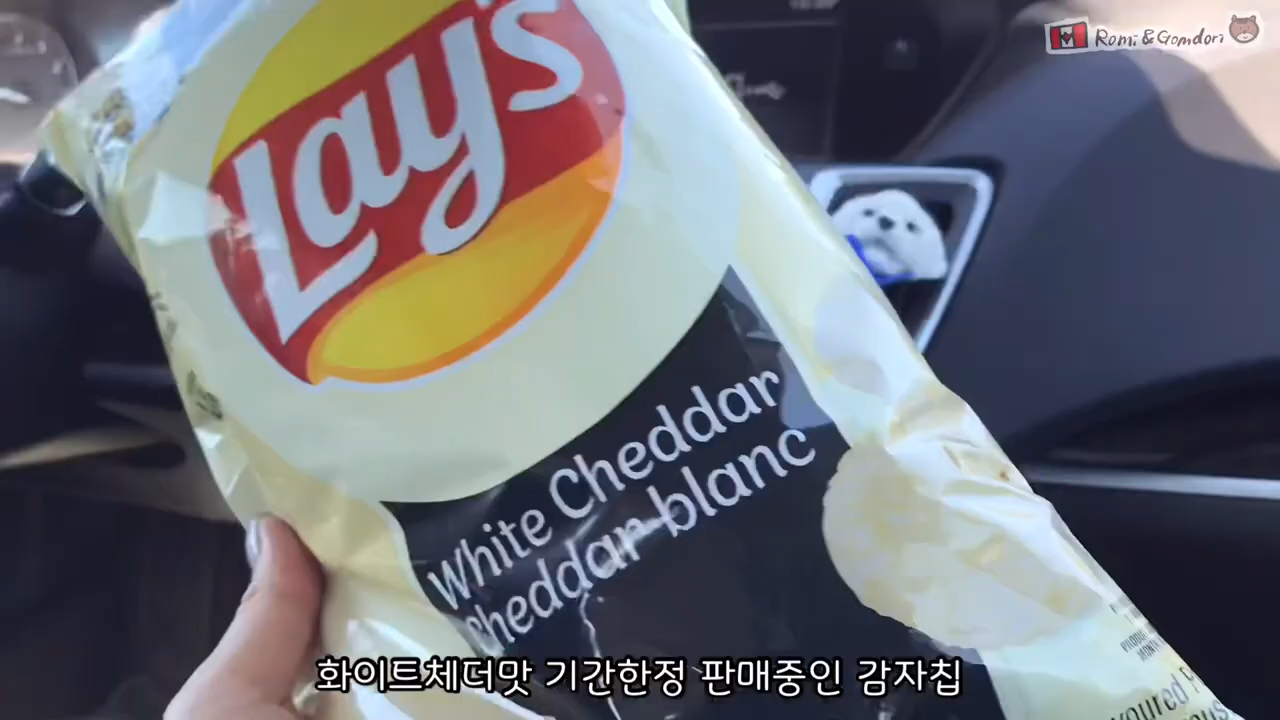 Romi & Gomdori
Lay's
White Cheddar
Cheddar blanc
화이트체더맛 기간한정 판매중인 감자칩